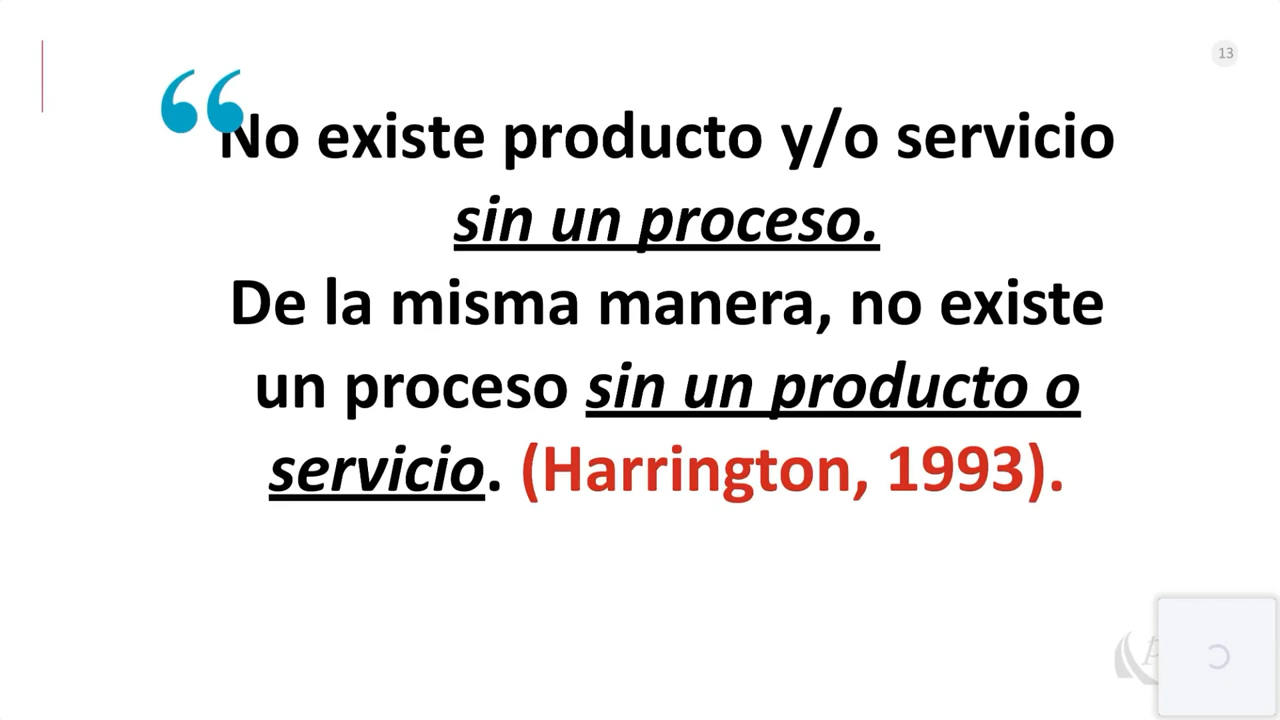 13
“No existe producto y/o servicio
sin un proceso.
De la misma manera, no existe
un proceso sin un producto o
servicio. (Harrington, 1993).